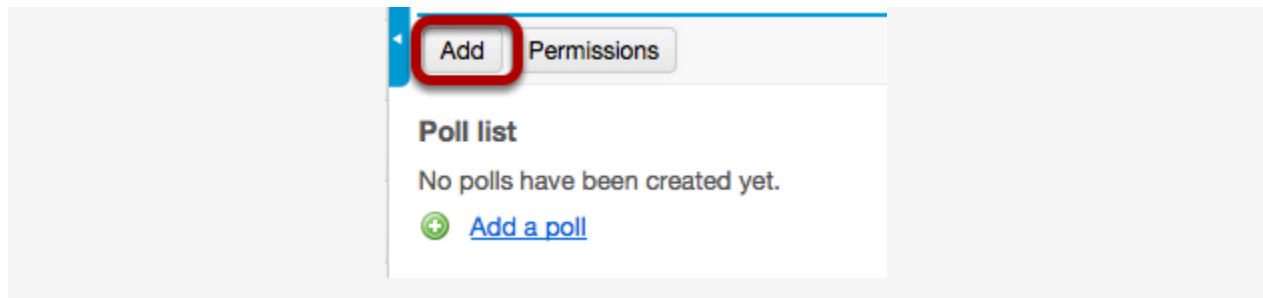 Add Permissions
Poll list
No polls have been created yet.
Add a poll